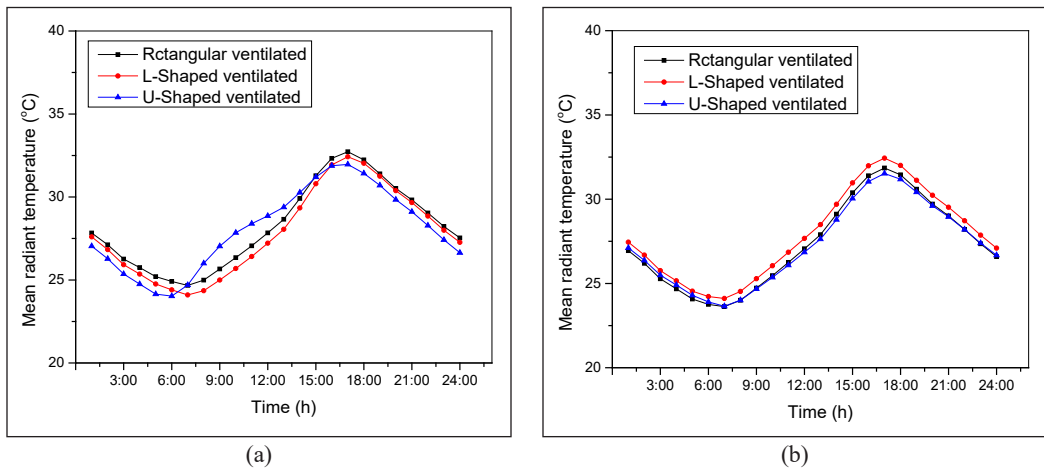 40
35
30
25
20
Mean radiant temperature (°C)
Rctangular ventilated
L-Shaped ventilated
U-Shaped ventilated
3:00 6:00 9:00 12:00 15:00 18:00 21:00 24:00
Time (h)
(a)
40
35
30
25
20
Mean radiant temperature (°C)
Rctangular ventilated
L-Shaped ventilated
U-Shaped ventilated
3:00 6:00 9:00 12:00 15:00 18:00 21:00 24:00
Time (h)
(b)